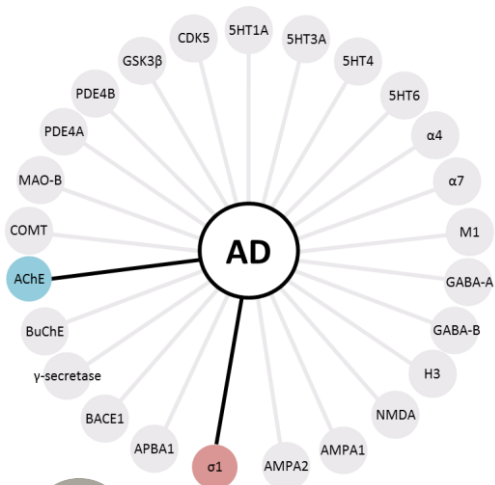 5HT1A
5HT3A
5HT4
5HT6
α4
α7
M1
GABA-A
GABA-B
H3
NMDA
AMPA1
AMPA2
σ1
APBA1
BACE1
γ-secretase
BuChE
AChE
COMT
MAO-B
PDE4A
PDE4B
GSK3β
CDK5
AD